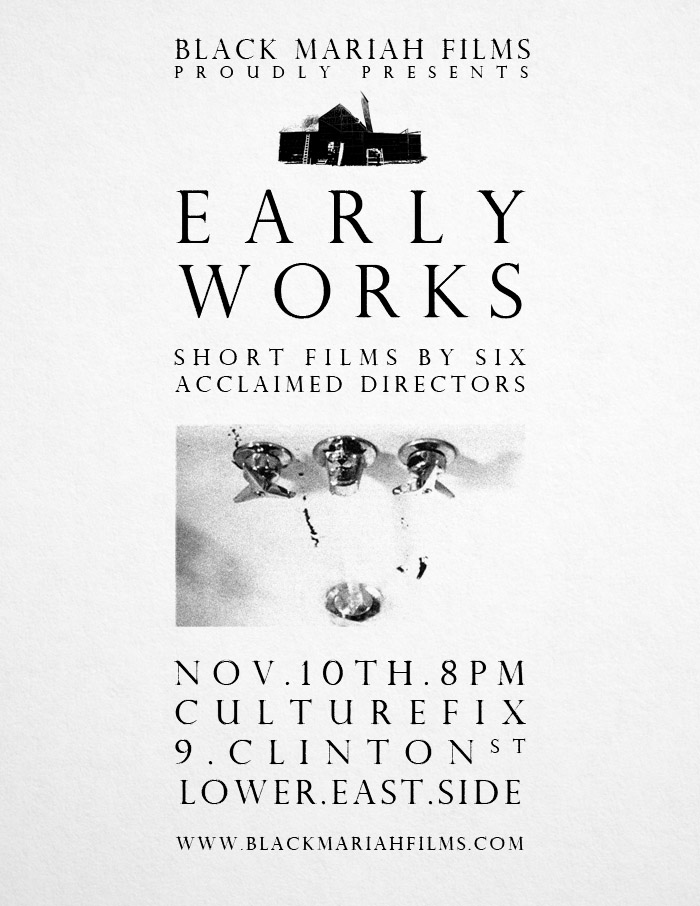 BLACK MARIAH FILMS
PROUDLY PRESENTS
EARLY
WORKS
SHORT FILMS BY SIX
ACCLAIMED DIRECTORS
NOV.10TH.8PM
CULTUREFIX
9.CLINTON ST
LOWER.EAST.SIDE
WWW.BLACKMARIAHFILMS.COM